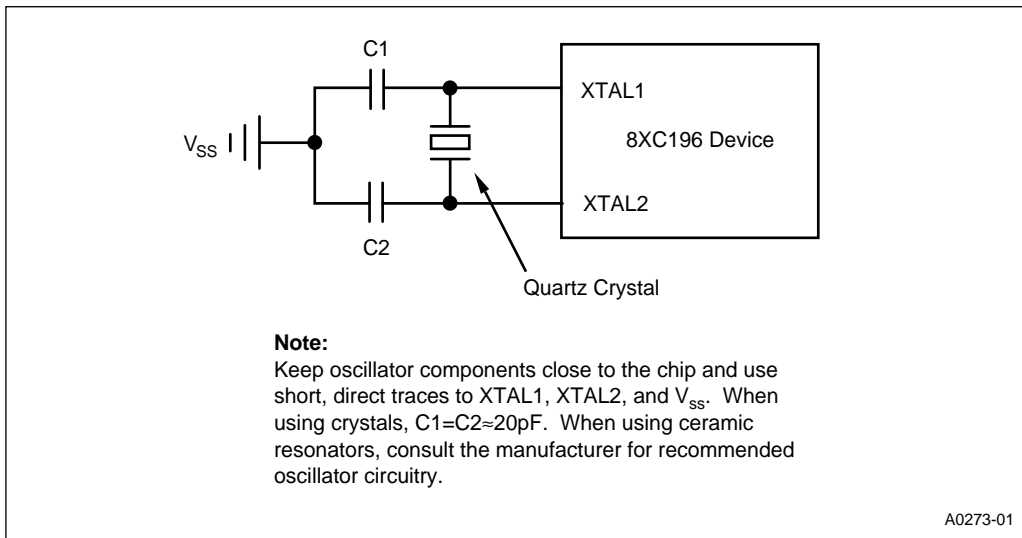 C1
XTAL1
V_SS
8XC196 Device
XTAL2
C2
Quartz Crystal
Note:
Keep oscillator components close to the chip and use
short, direct traces to XTAL1, XTAL2, and V_ss. When
using crystals, C1=C2≈20pF. When using ceramic
resonators, consult the manufacturer for recommended
oscillator circuitry.
A0273-01